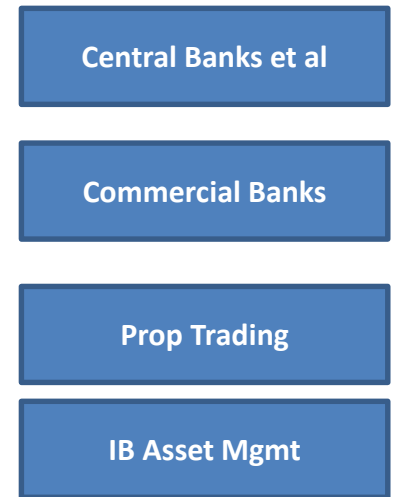 Central Banks et al
Commercial Banks
Prop Trading
IB Asset Mgmt